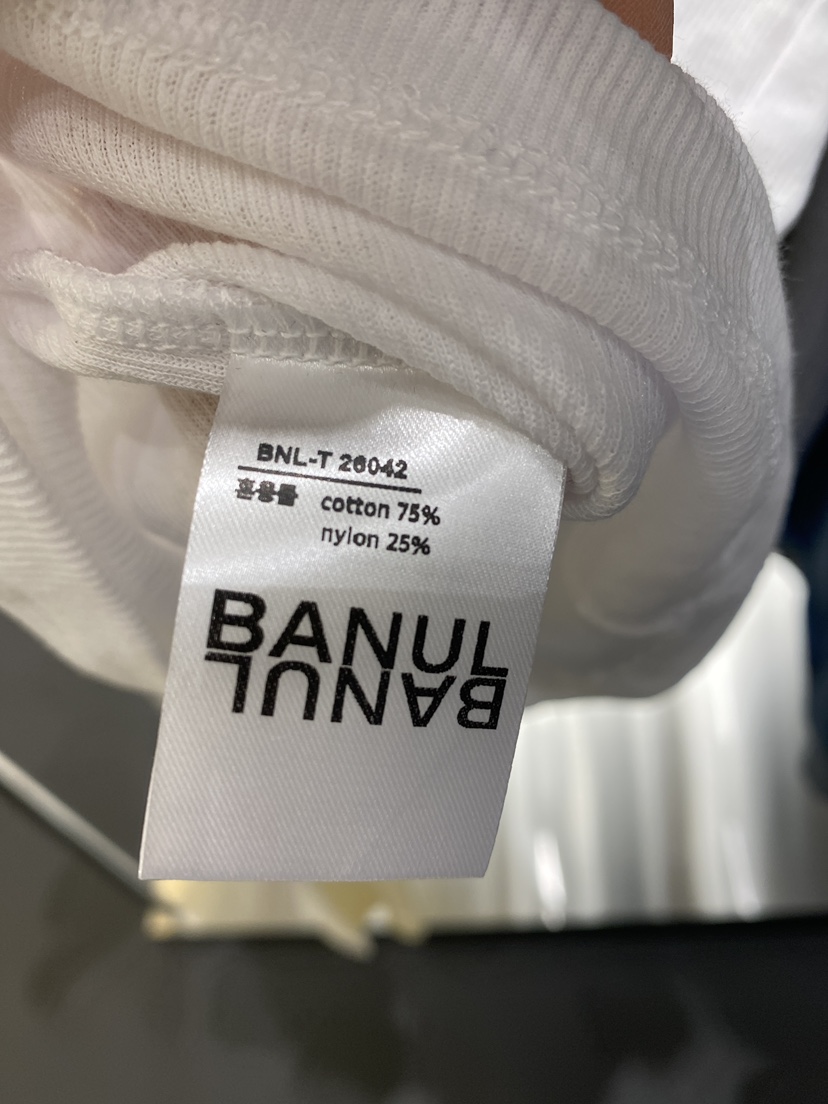 BNL-T 26042
혼용률 cotton 75%
nylon 25%
BANUL
BANUL